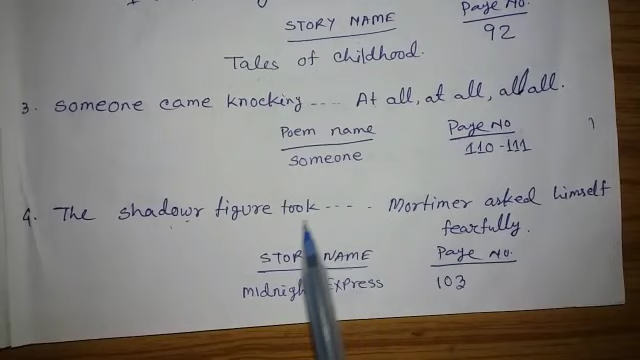 STORY NAME Page No.
Tales of childhood. 92
3. Someone came knocking .... At all, at all, at all.
Poem name Page No
Someone 110-111
4. The shadowr figure took ---- Mortimer asked himself
fearfully.
STORY NAME Page No.
Midnight Express 103